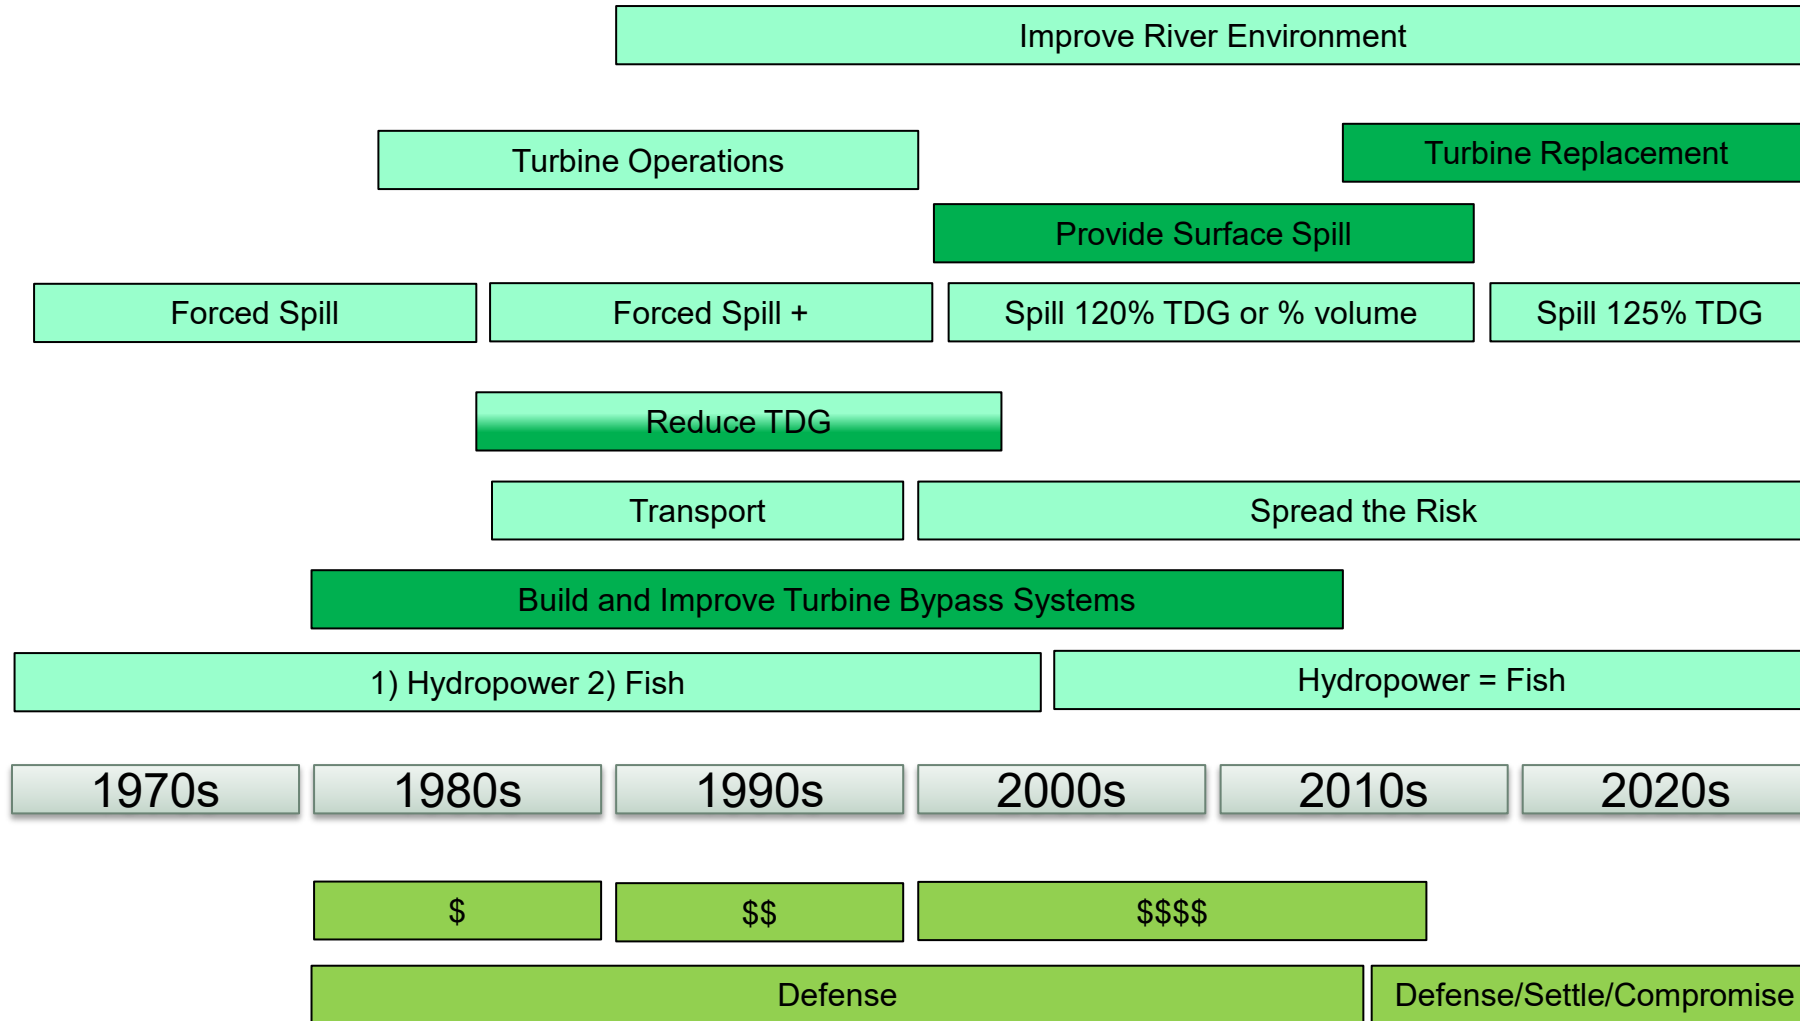 Improve River Environment
Turbine Operations
Turbine Replacement
Provide Surface Spill
Forced Spill
Forced Spill +
Spill 120% TDG or % volume
Spill 125% TDG
Reduce TDG
Transport
Spread the Risk
Build and Improve Turbine Bypass Systems
1) Hydropower 2) Fish
Hydropower = Fish
1970s
1980s
1990s
2000s
2010s
2020s
$
$$
$$$$
Defense
Defense/Settle/Compromise